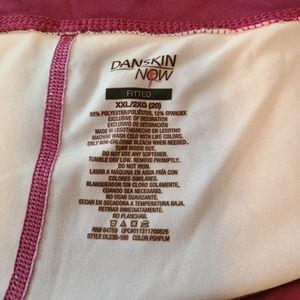 DANSKIN
NOW
FITTED
XXL/2XG (20)
88% POLYESTER/POLIÉSTER, 12% SPANDEX
EXCLUSIVE OF DECORATION
EXCLUSIVO DE DECORACIÓN
MADE IN LESOTHO/HECHO EN LESOTHO
MACHINE WASH COLD WITH LIKE COLORS.
ONLY NON-CHLORINE BLEACH WHEN NEEDED.
TURN INSIDE OUT.
DO NOT USE ANY SOFTENER.
TUMBLE DRY LOW. REMOVE PROMPTLY.
DO NOT IRON.
LAVAR A MÁQUINA EN AGUA FRÍA CON
COLORES SIMILARES.
BLANQUEADOR SIN CLORO SOLAMENTE,
CUANDO SEA NECESARIO.
NO USAR SUAVIZANTE.
SECAR EN SECADORA A TEMPERATURA BAJA.
RETIRAR INMEDIATAMENTE.
NO PLANCHAR.
RN# 64759